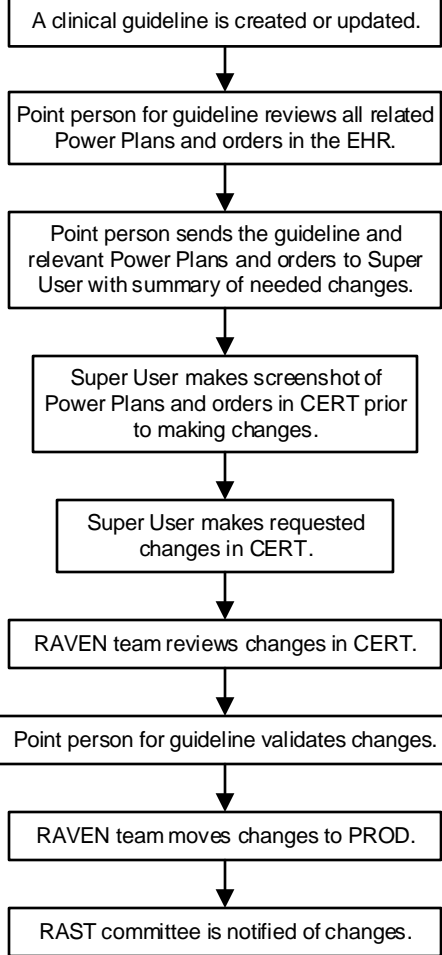 A clinical guideline is created or updated.
Point person for guideline reviews all related
Power Plans and orders in the EHR.
Point person sends the guideline and
relevant Power Plans and orders to Super
User with summary of needed changes.
Super User makes screenshot of
Power Plans and orders in CERT prior
to making changes.
Super User makes requested
changes in CERT.
RAVEN team reviews changes in CERT.
Point person for guideline validates changes.
RAVEN team moves changes to PROD.
RAST committee is notified of changes.